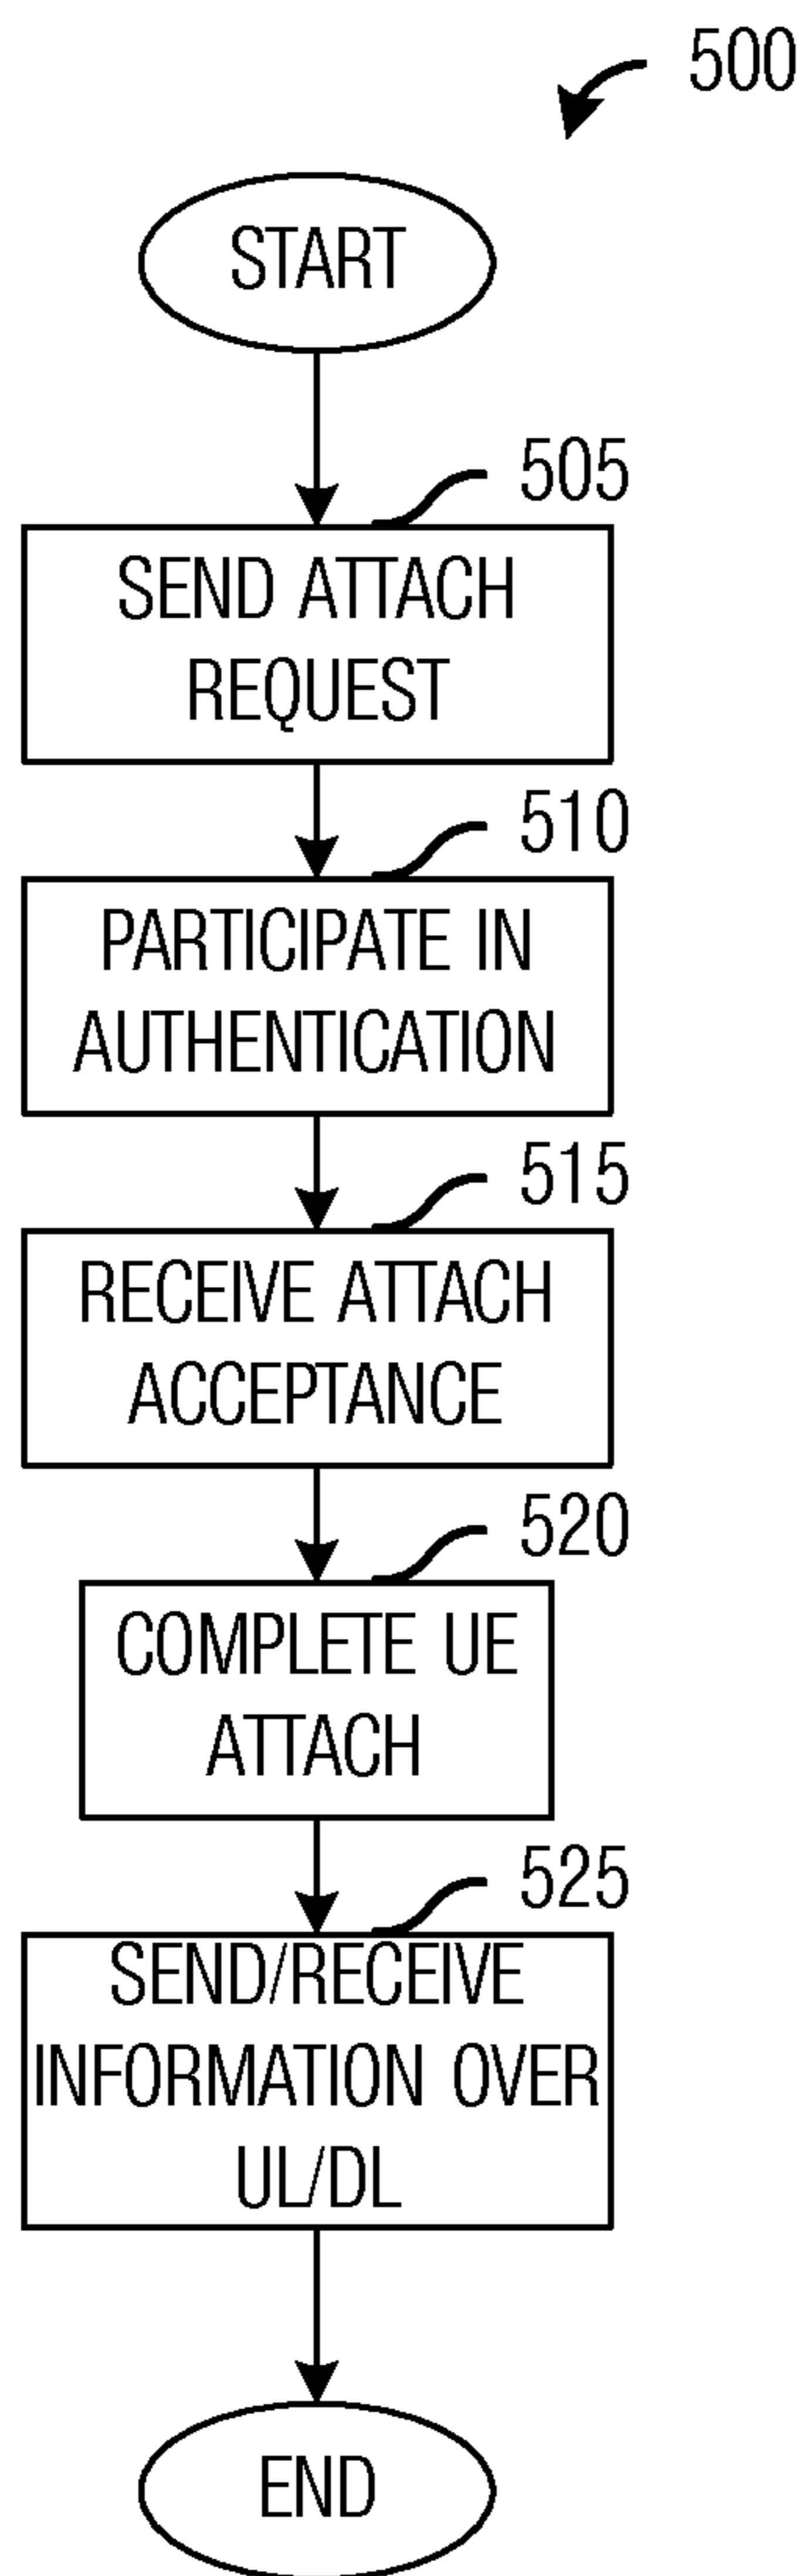 500
START
505
SEND ATTACH
REQUEST
510
PARTICIPATE IN
AUTHENTICATION
515
RECEIVE ATTACH
ACCEPTANCE
520
COMPLETE UE
ATTACH
525
SEND/RECEIVE
INFORMATION OVER
UL/DL
END